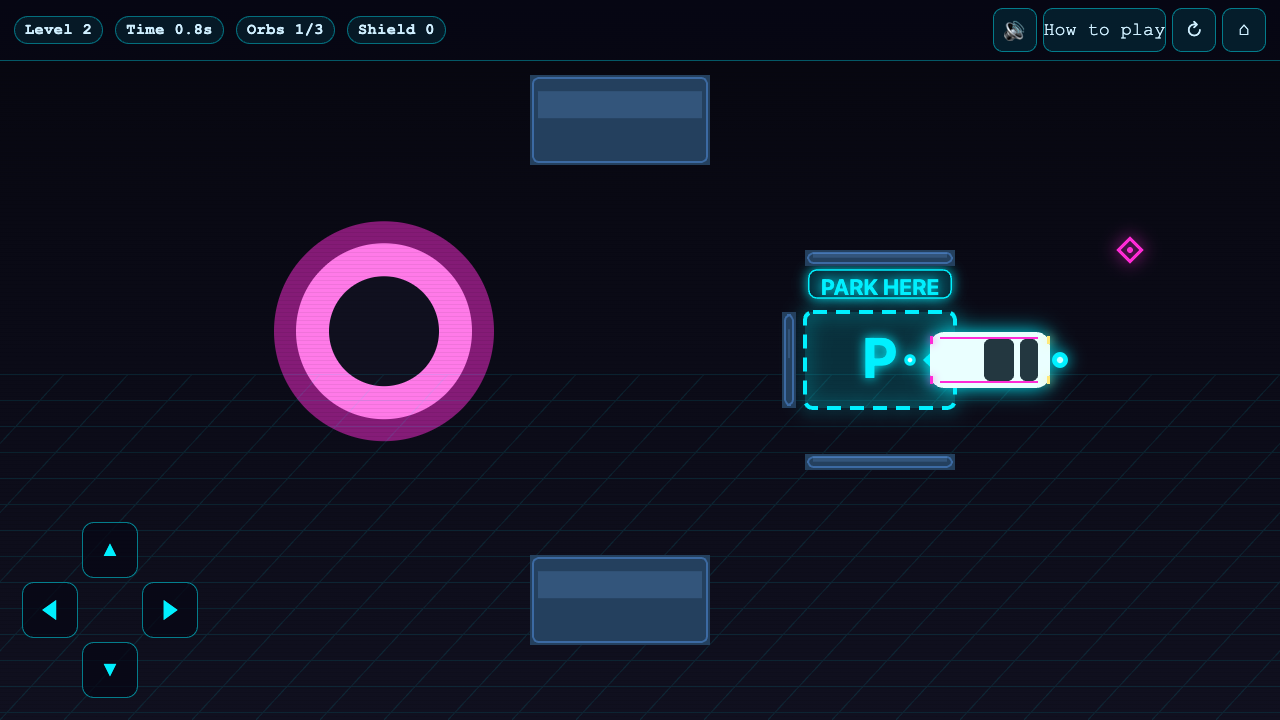 Level 2
Time 0.8s
Orbs 1/3
Shield 0
How to play
PARK HERE
P